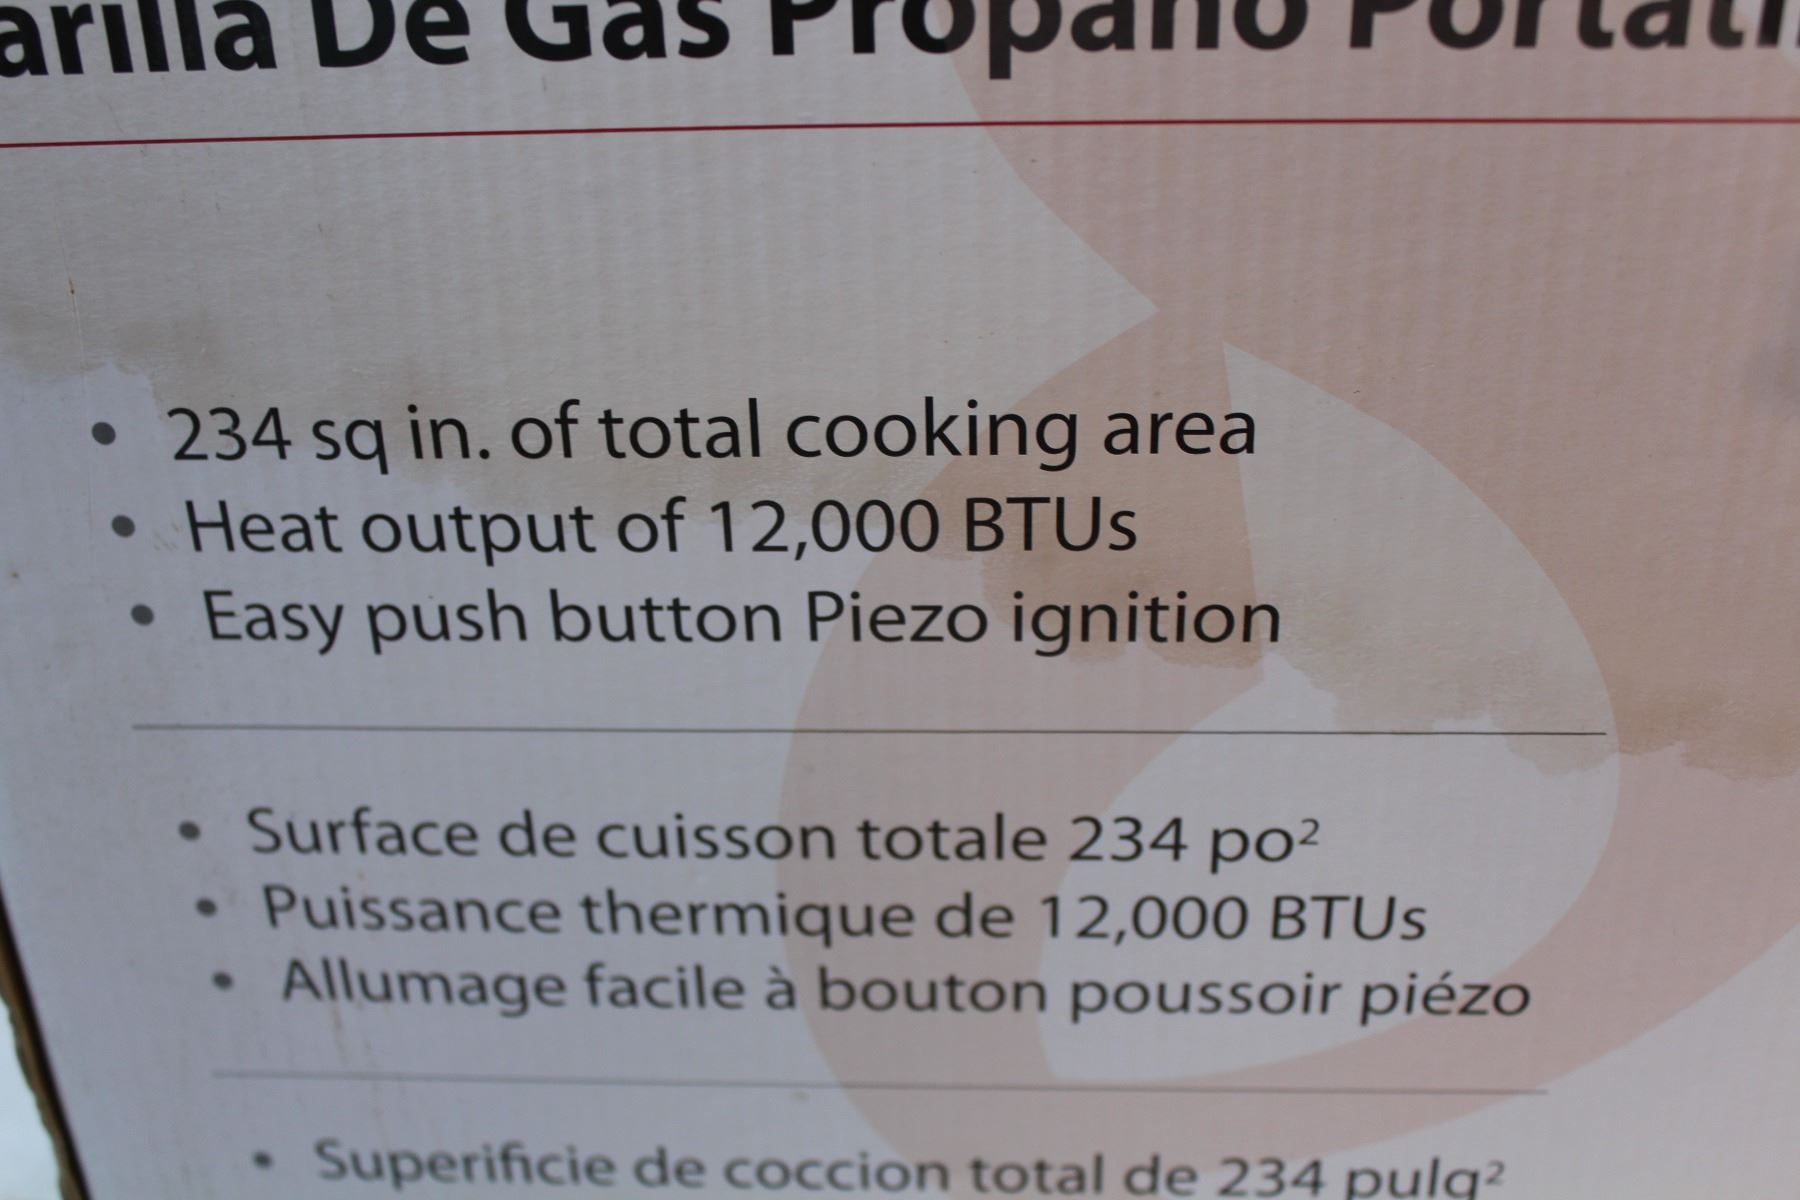 arilla De Gas Propano Portátil
• 234 sq in. of total cooking area
• Heat output of 12,000 BTUs
• Easy push button Piezo ignition
• Surface de cuisson totale 234 po²
• Puissance thermique de 12,000 BTUs
• Allumage facile à bouton poussoir piézo
• Superificie de coccion total de 234 pulg²